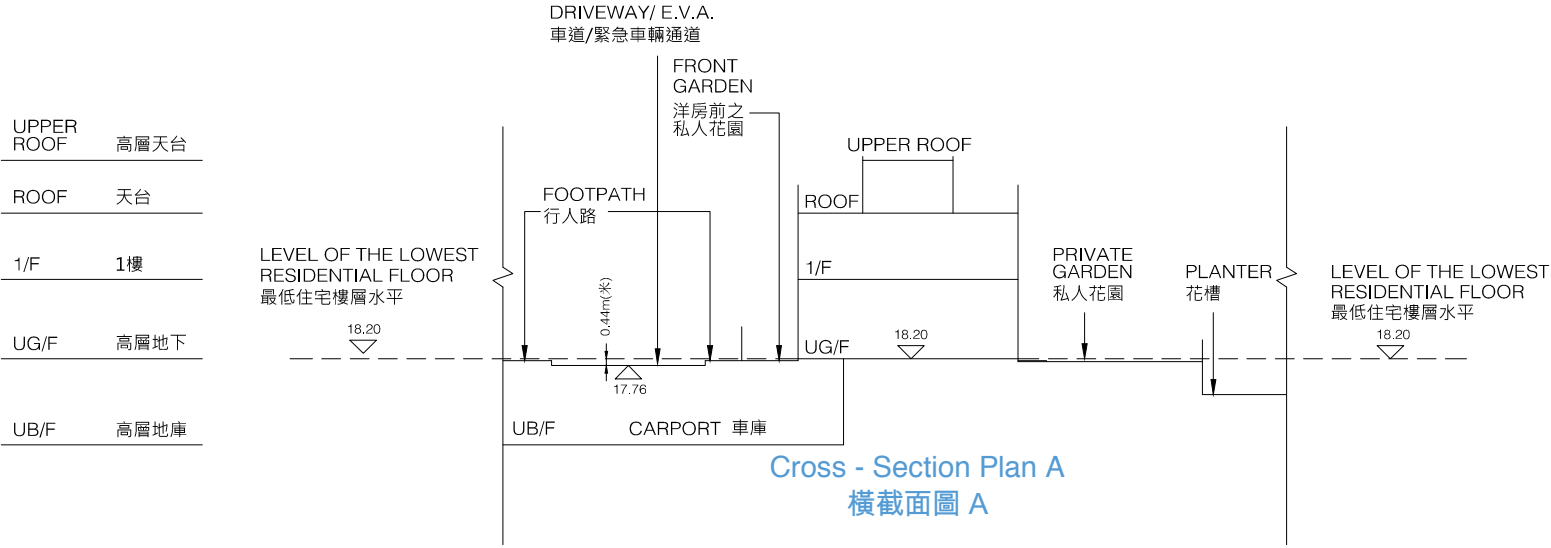 DRIVEWAY/ E.V.A.
車道/緊急車輛通道
FRONT
GARDEN
洋房前之
私人花園
UPPER
ROOF 高層天台
UPPER ROOF
ROOF 天台
FOOTPATH
行人路
ROOF
1/F 1樓
LEVEL OF THE LOWEST
RESIDENTIAL FLOOR
最低住宅樓層水平
18.20
0.44m(米)
1/F
PRIVATE
GARDEN
私人花園
PLANTER
花槽
LEVEL OF THE LOWEST
RESIDENTIAL FLOOR
最低住宅樓層水平
18.20
UG/F 高層地下
UG/F
18.20
17.76
UB/F 高層地庫
UB/F CARPORT 車庫
Cross - Section Plan A
橫截面圖 A